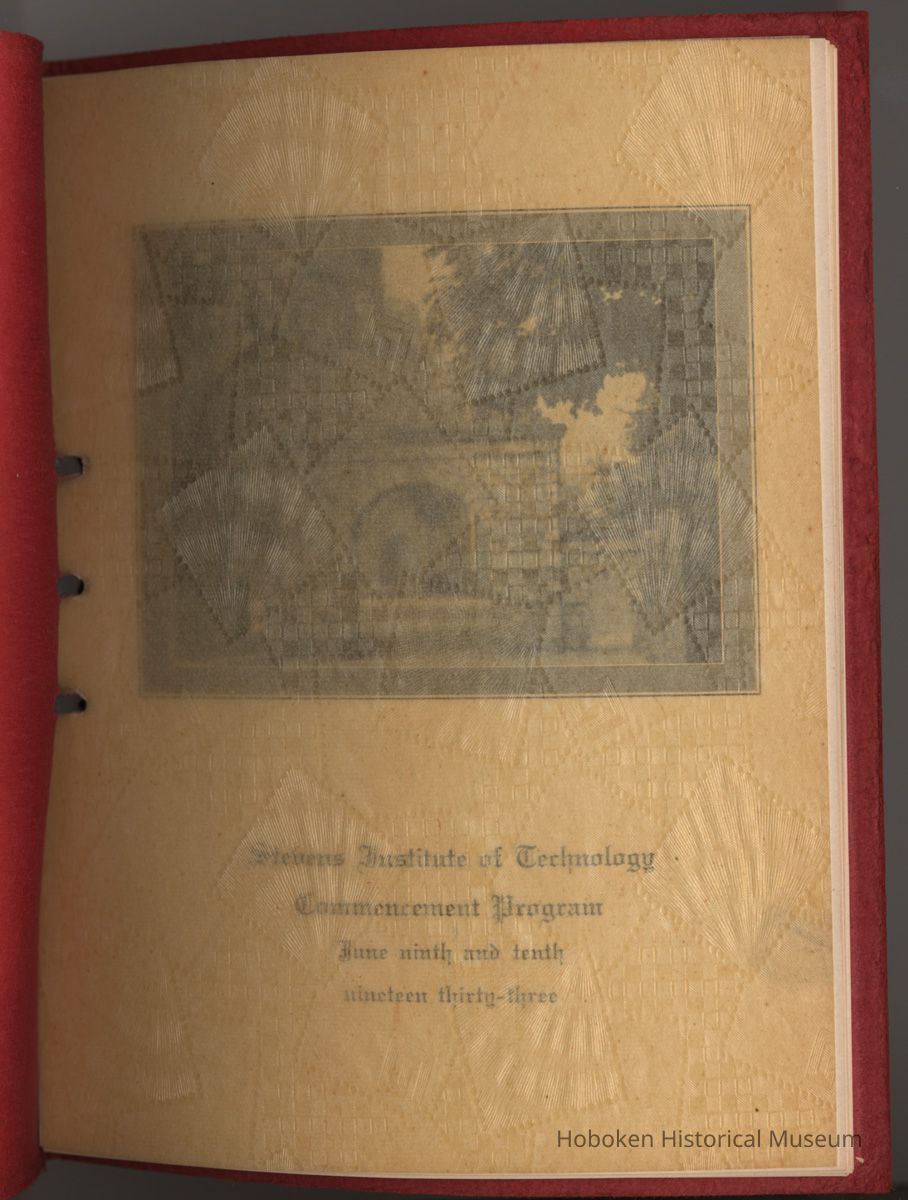 Stevens Institute of Technology
Commencement Program
June ninth and tenth
nineteen thirty-three
Hoboken Historical Museum